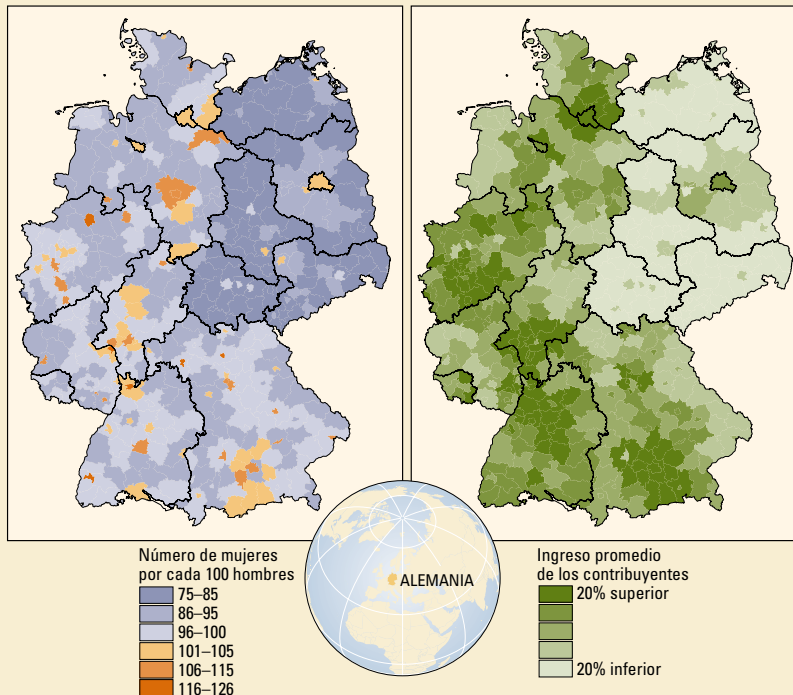 Número de mujeres
por cada 100 hombres
75–85
86–95
96–100
101–105
106–115
116–126
ALEMANIA
Ingreso promedio
de los contribuyentes
20% superior
20% inferior